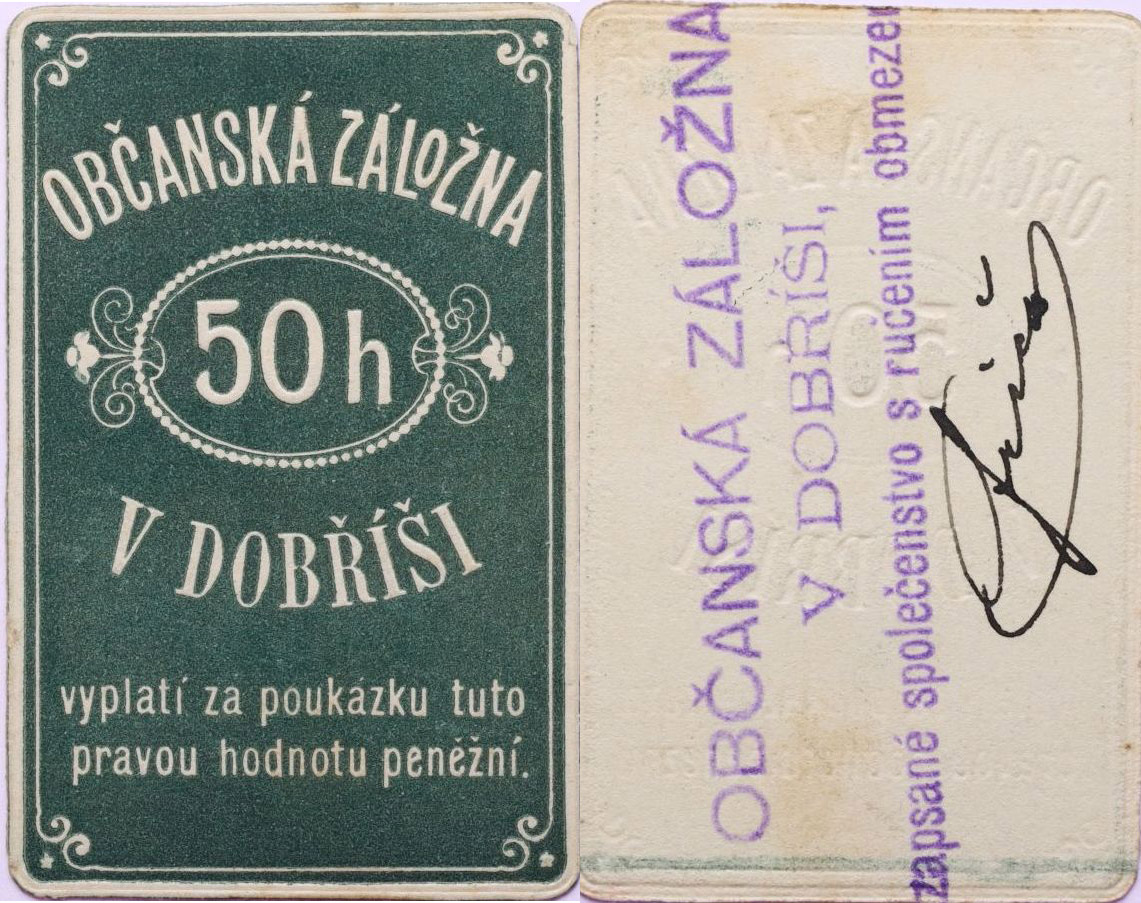 OBČANSKÁ ZÁLOŽNA
50 h
V DOBŘÍŠI
vyplatí za poukázku tuto
pravou hodnotu peněžní.
OBČANSKÁ ZÁLOŽNA
V DOBŘÍŠI,
zapsané společenstvo s ručením obmezen